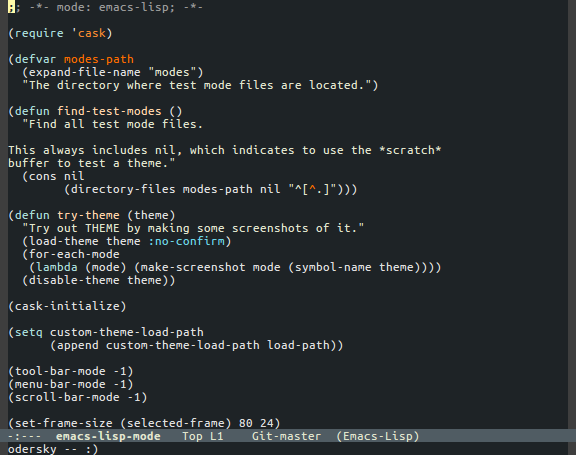 ;; -*- mode: emacs-lisp; -*-

(require 'cask)

(defvar modes-path
  (expand-file-name "modes")
  "The directory where test mode files are located.")

(defun find-test-modes ()
  "Find all test mode files.

This always includes nil, which indicates to use the *scratch*
buffer to test a theme."
  (cons nil
        (directory-files modes-path nil "^[^.]")))

(defun try-theme (theme)
  "Try out THEME by making some screenshots of it."
  (load-theme theme :no-confirm)
  (for-each-mode
   (lambda (mode) (make-screenshot mode (symbol-name theme))))
  (disable-theme theme))

(cask-initialize)

(setq custom-theme-load-path
      (append custom-theme-load-path load-path))

(tool-bar-mode -1)
(menu-bar-mode -1)
(scroll-bar-mode -1)

(set-frame-size (selected-frame) 80 24)
-:---  emacs-lisp-mode   Top L1    Git-master  (Emacs-Lisp)
odersky -- :)